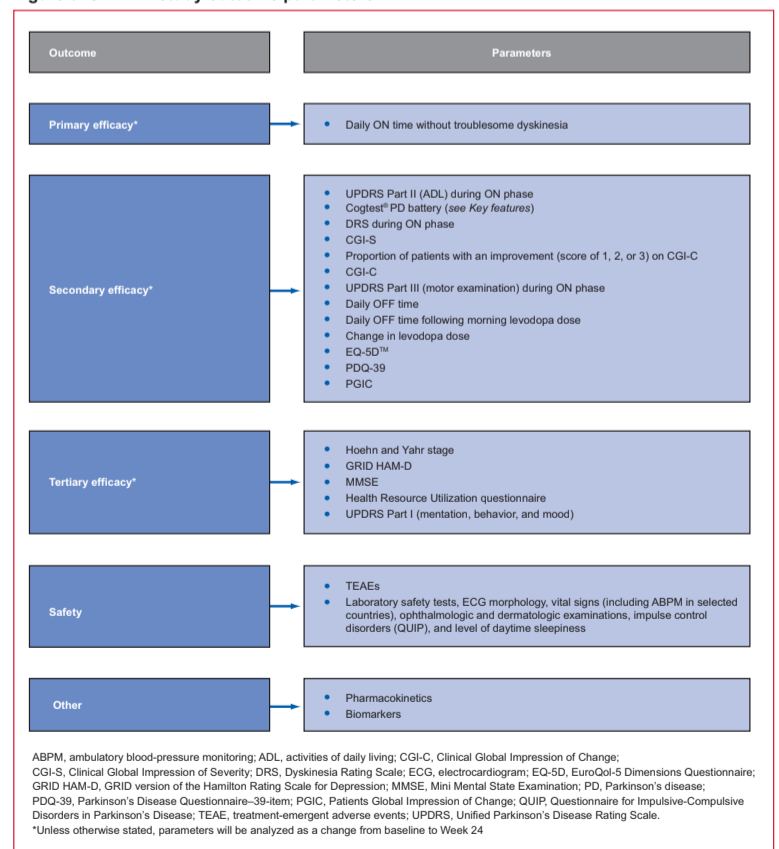 Outcome
Parameters
Primary efficacy*
• Daily ON time without troublesome dyskinesia
Secondary efficacy*
• UPDRS Part II (ADL) during ON phase
• Cogtest® PD battery (see Key features)
• DRS during ON phase
• CGI-S
• Proportion of patients with an improvement (score of 1, 2, or 3) on CGI-C
• CGI-C
• UPDRS Part III (motor examination) during ON phase
• Daily OFF time
• Daily OFF time following morning levodopa dose
• Change in levodopa dose
• EQ-5D™
• PDQ-39
• PGIC
Tertiary efficacy*
• Hoehn and Yahr stage
• GRID HAM-D
• MMSE
• Health Resource Utilization questionnaire
• UPDRS Part I (mentation, behavior, and mood)
Safety
• TEAEs
• Laboratory safety tests, ECG morphology, vital signs (including ABPM in selected
countries), ophthalmologic and dermatologic examinations, impulse control
disorders (QUIP), and level of daytime sleepiness
Other
• Pharmacokinetics
• Biomarkers
ABPM, ambulatory blood-pressure monitoring; ADL, activities of daily living; CGI-C, Clinical Global Impression of Change;
CGI-S, Clinical Global Impression of Severity; DRS, Dyskinesia Rating Scale; ECG, electrocardiogram; EQ-5D, EuroQol-5 Dimensions Questionnaire;
GRID HAM-D, GRID version of the Hamilton Rating Scale for Depression; MMSE, Mini Mental State Examination; PD, Parkinson's disease;
PDQ-39, Parkinson's Disease Questionnaire–39-item; PGIC, Patients Global Impression of Change; QUIP, Questionnaire for Impulsive-Compulsive
Disorders in Parkinson's Disease; TEAE, treatment-emergent adverse events; UPDRS, Unified Parkinson's Disease Rating Scale.
*Unless otherwise stated, parameters will be analyzed as a change from baseline to Week 24